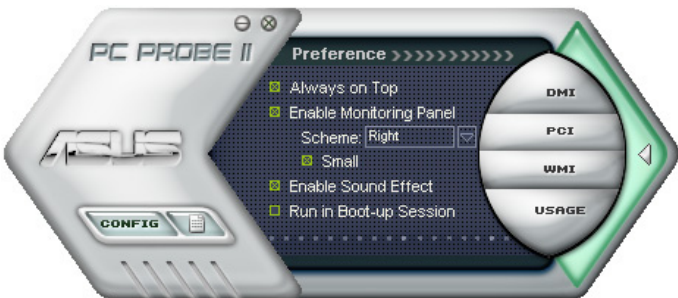 PC PROBE II
Preference >>>>>>>>>>>
Always on Top
Enable Monitoring Panel
Scheme: Right
Small
Enable Sound Effect
Run in Boot-up Session
ASUS
CONFIG
DMI
PCI
WMI
USAGE